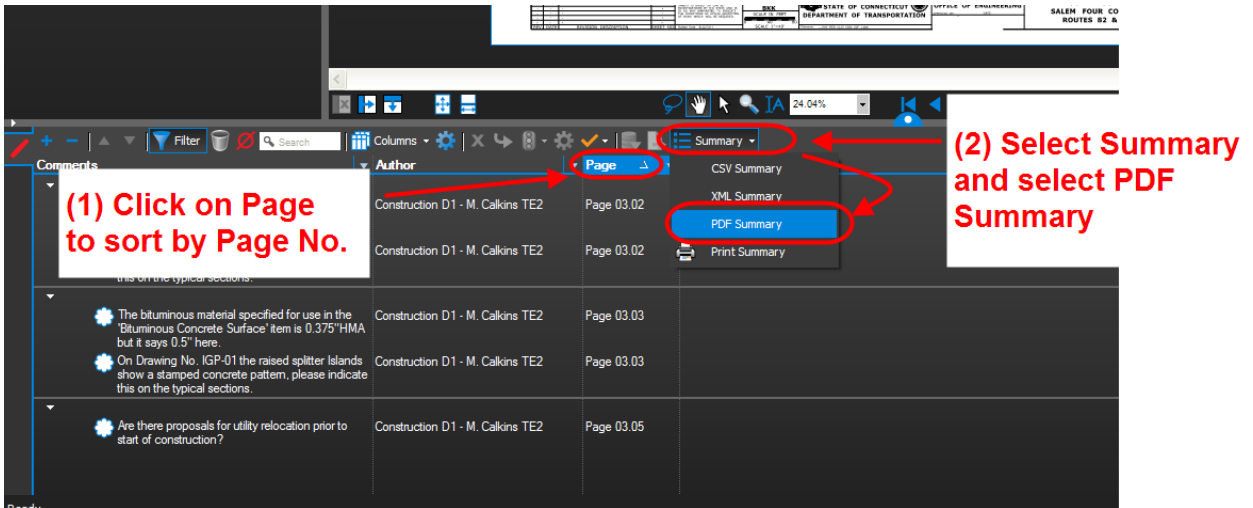 BKK
STATE OF CONNECTICUT
DEPARTMENT OF TRANSPORTATION
OFFICE OF ENGINEERING
SALEM FOUR CO
ROUTES 82 &
24.04%
Filter
Search
Columns
Summary
Comments
Author
Page
CSV Summary
XML Summary
PDF Summary
Print Summary
(1) Click on Page
to sort by Page No.
(2) Select Summary
and select PDF
Summary
Construction D1 - M. Calkins TE2
Page 03.02
Construction D1 - M. Calkins TE2
Page 03.02
this on the typical sections.
The bituminous material specified for use in the
'Bituminous Concrete Surface' item is 0.375"HMA
but it says 0.5" here.
Construction D1 - M. Calkins TE2
Page 03.03
On Drawing No. IGP-01 the raised splitter Islands
show a stamped concrete pattern, please indicate
this on the typical sections.
Construction D1 - M. Calkins TE2
Page 03.03
Are there proposals for utility relocation prior to
start of construction?
Construction D1 - M. Calkins TE2
Page 03.05